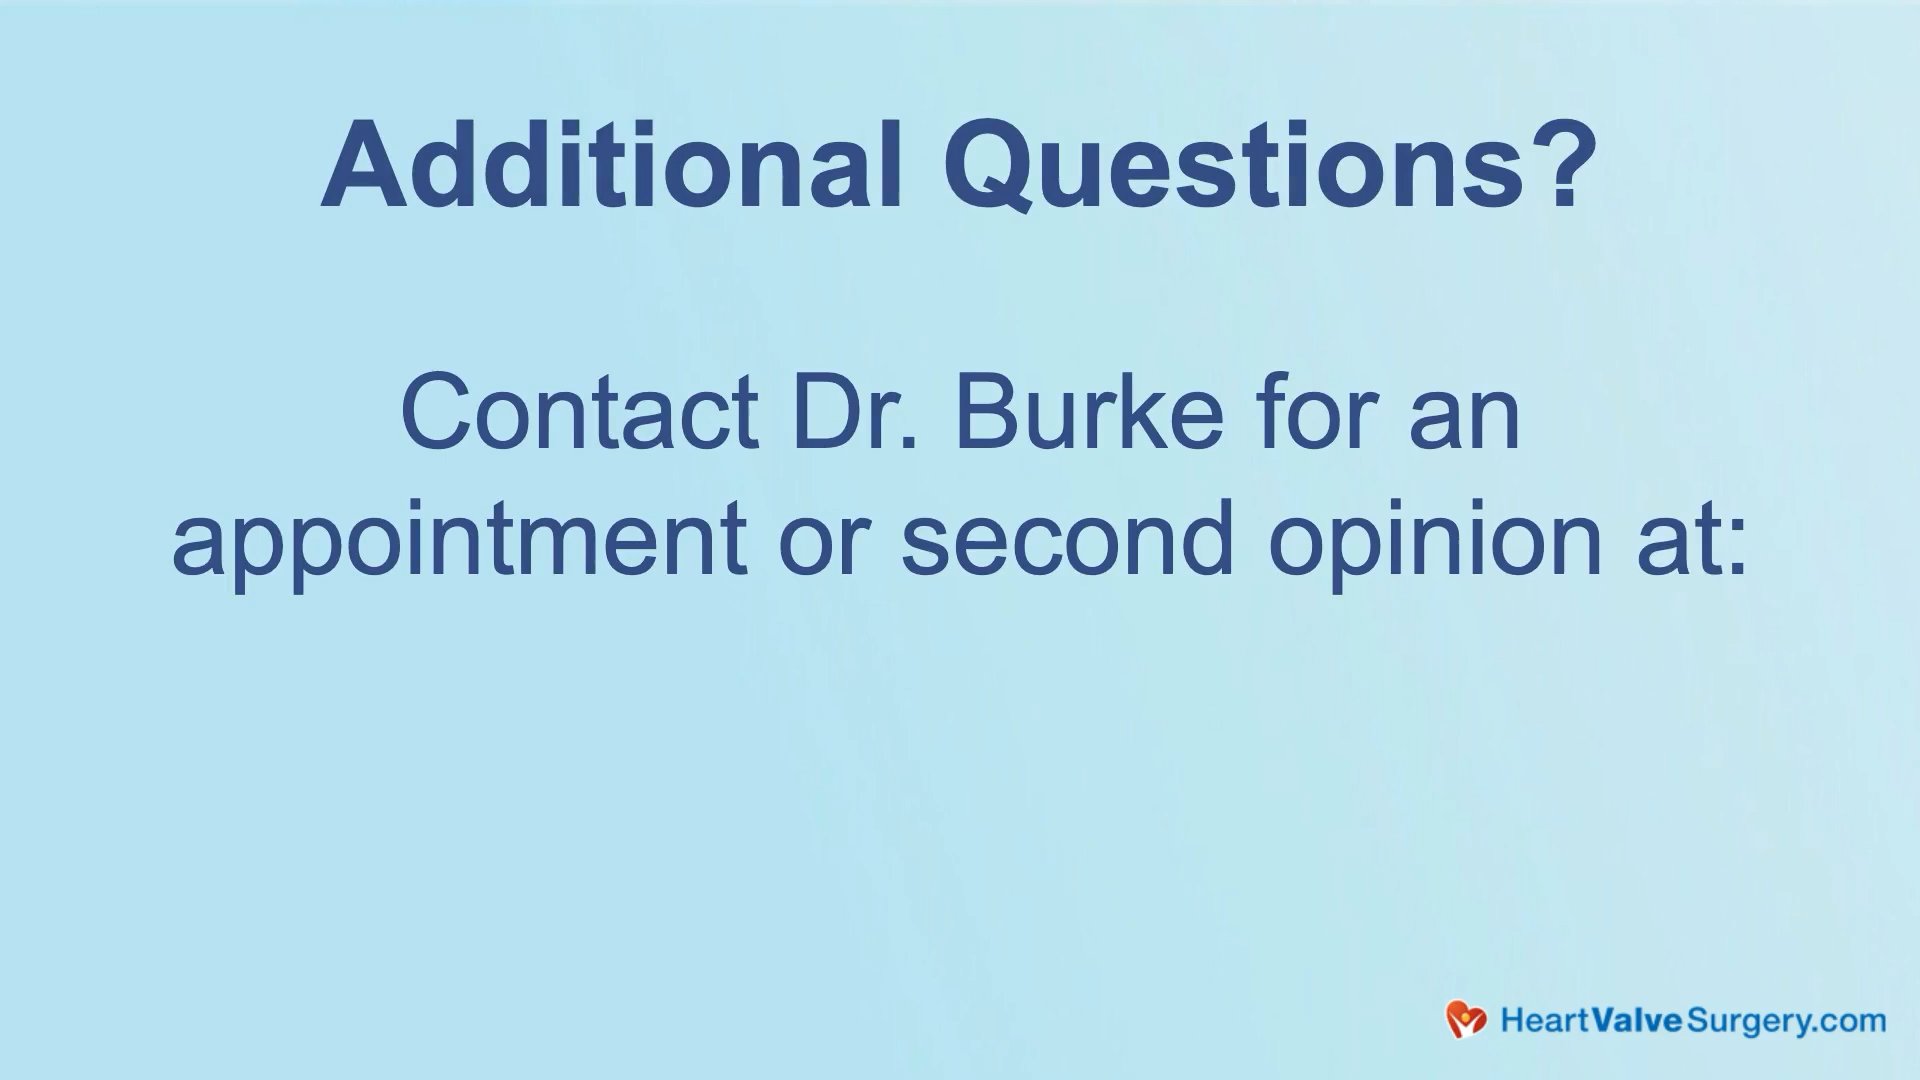 Additional Questions?
Contact Dr. Burke for an
appointment or second opinion at:
HeartValveSurgery.com